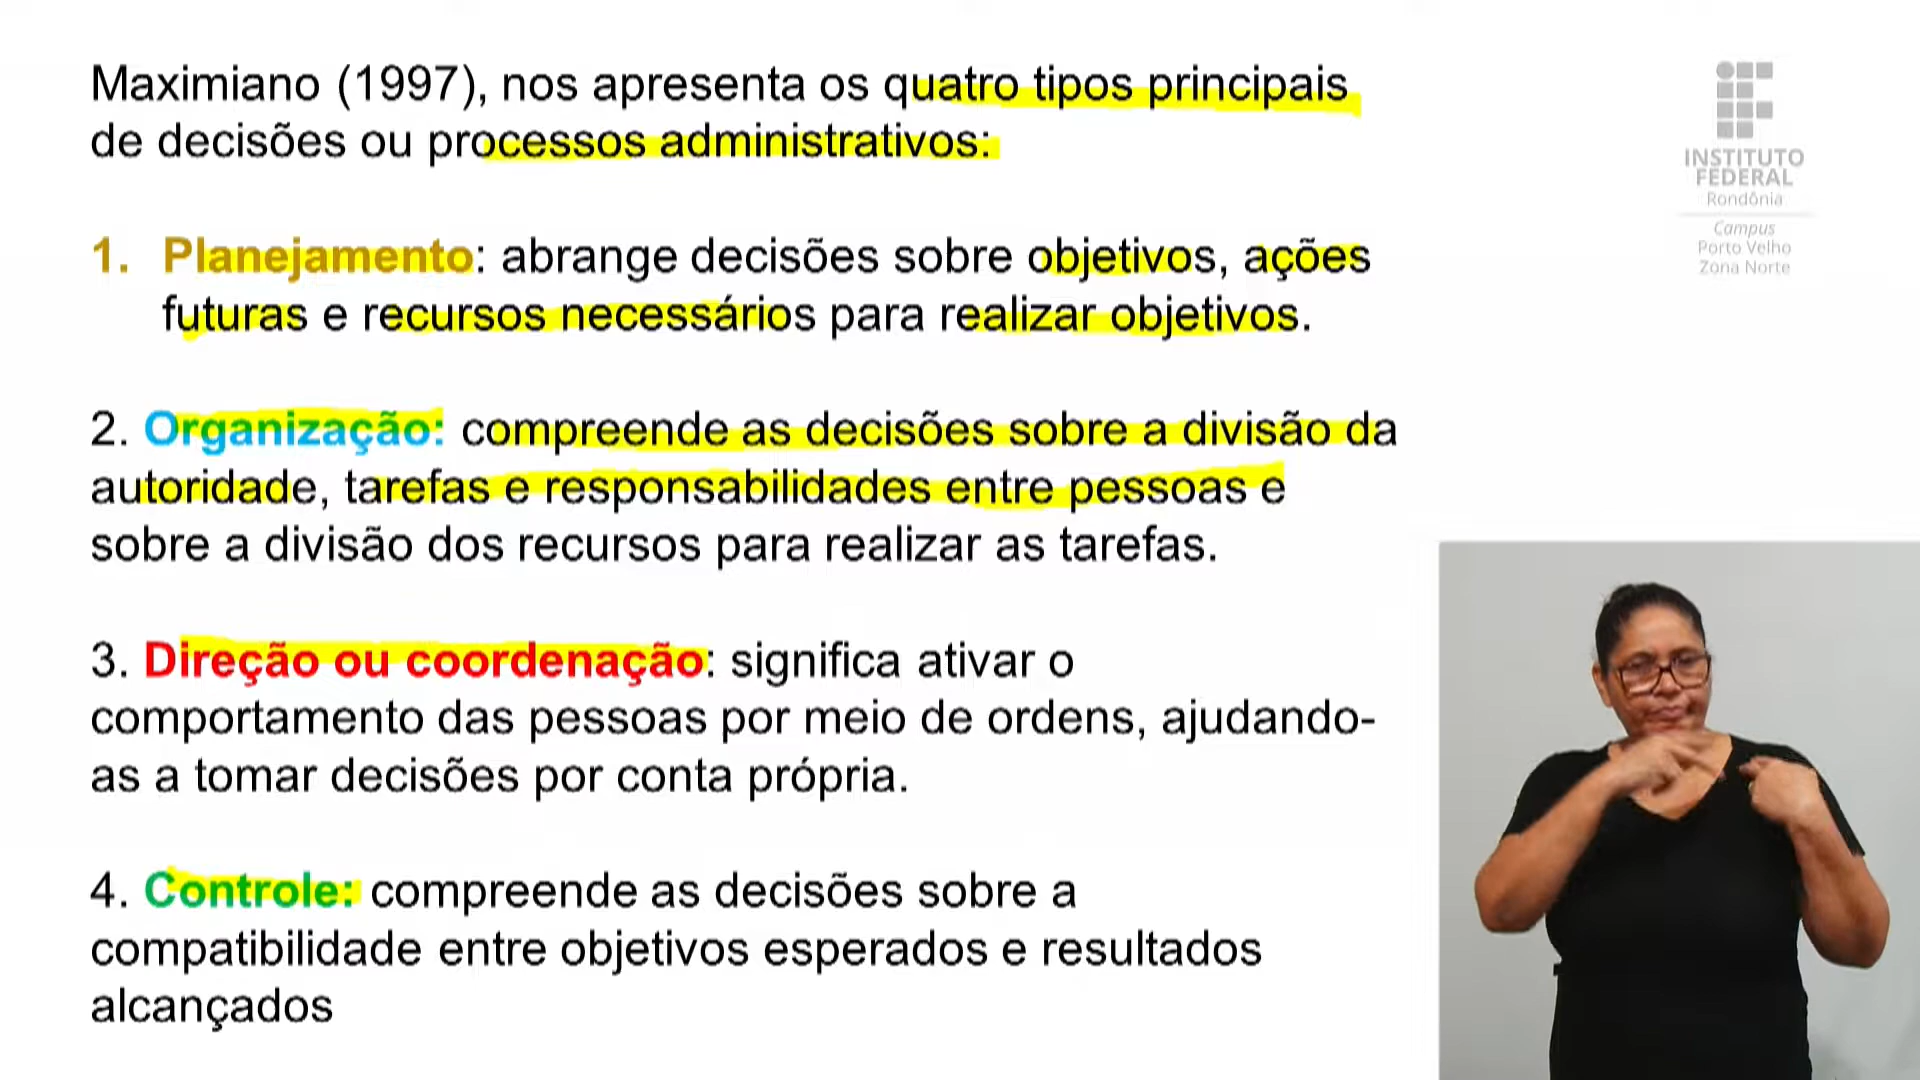 Maximiano (1997), nos apresenta os quatro tipos principais
de decisões ou processos administrativos:
1. Planejamento: abrange decisões sobre objetivos, ações
futuras e recursos necessários para realizar objetivos.
2. Organização: compreende as decisões sobre a divisão da
autoridade, tarefas e responsabilidades entre pessoas e
sobre a divisão dos recursos para realizar as tarefas.
3. Direção ou coordenação: significa ativar o
comportamento das pessoas por meio de ordens, ajudando-
as a tomar decisões por conta própria.
4. Controle: compreende as decisões sobre a
compatibilidade entre objetivos esperados e resultados
alcançados
INSTITUTO
FEDERAL
Rondônia
Campus
Porto Velho
Zona Norte